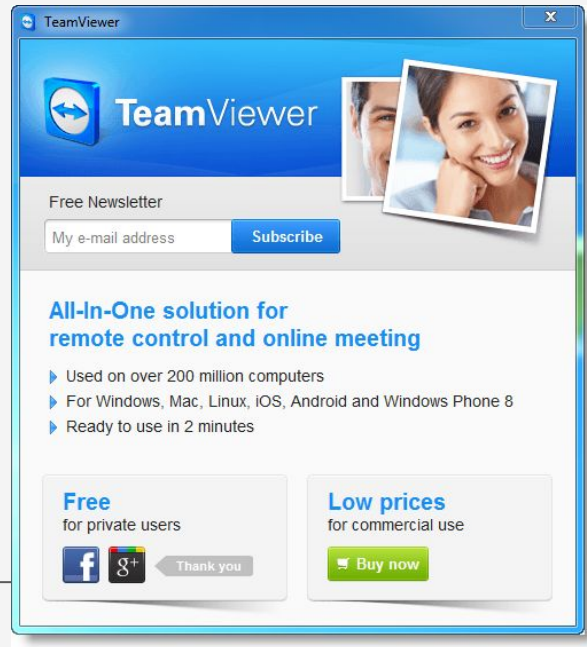 TeamViewer
x
TeamViewer
Free Newsletter
My e-mail address
Subscribe
All-In-One solution for
remote control and online meeting
Used on over 200 million computers
For Windows, Mac, Linux, iOS, Android and Windows Phone 8
Ready to use in 2 minutes
Free
for private users
f
g+
Thank you
Low prices
for commercial use
Buy now